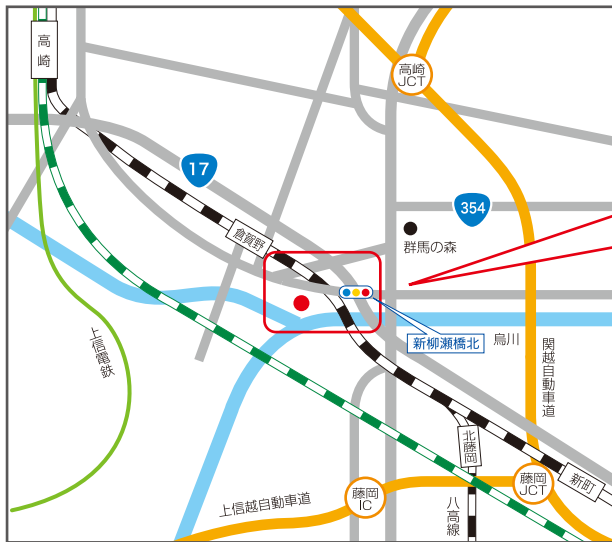 高崎
高崎
JCT
17
354
倉賀野
群馬の森
新柳瀬橋北
烏川
上信電鉄
関越自動車道
北藤岡
新町
藤岡
JCT
藤岡
IC
上信越自動車道
八高線